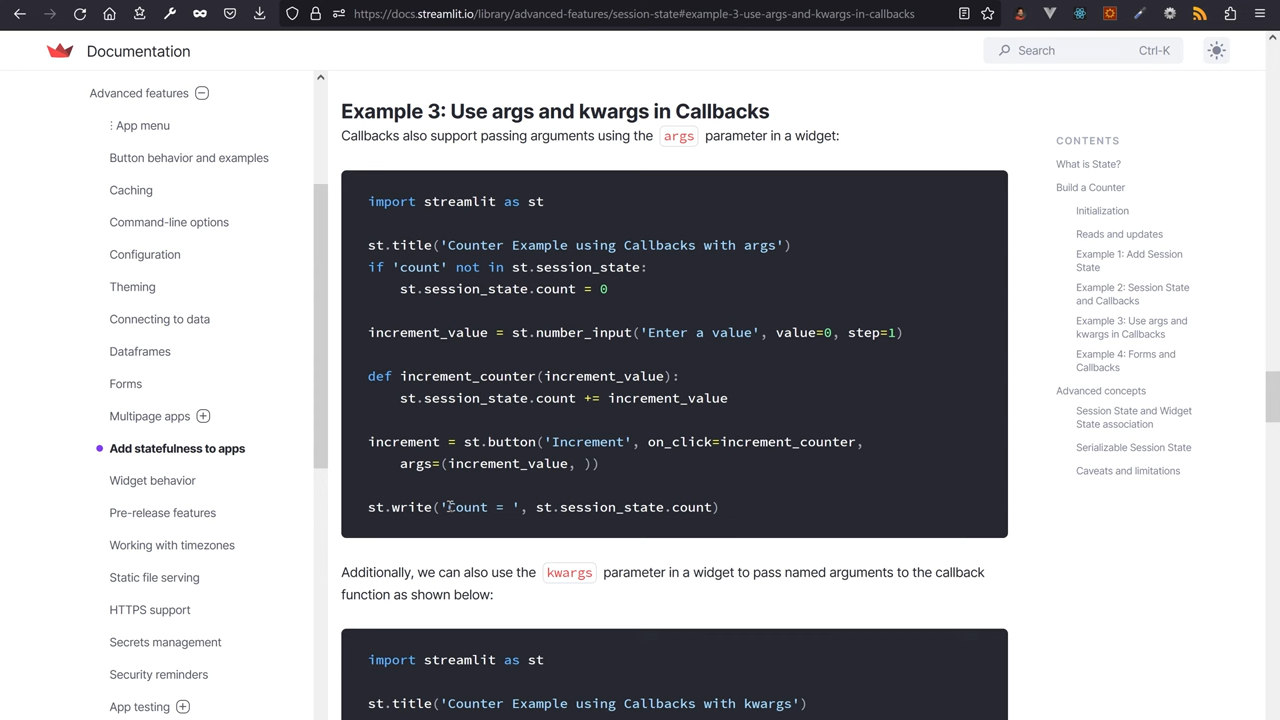 https://docs.streamlit.io/library/advanced-features/session-state#example-3-use-args-and-kwargs-in-callbacks
Documentation
Search
Ctrl-K
Advanced features
App menu
Button behavior and examples
Caching
Command-line options
Configuration
Theming
Connecting to data
Dataframes
Forms
Multipage apps
Add statefulness to apps
Widget behavior
Pre-release features
Working with timezones
Static file serving
HTTPS support
Secrets management
Security reminders
App testing
Example 3: Use args and kwargs in Callbacks
Callbacks also support passing arguments using the args parameter in a widget:
import streamlit as st
st.title('Counter Example using Callbacks with args')
if 'count' not in st.session_state:
st.session_state.count = 0
increment_value = st.number_input('Enter a value', value=0, step=1)
def increment_counter(increment_value):
st.session_state.count += increment_value
increment = st.button('Increment', on_click=increment_counter,
args=(increment_value, ))
st.write('Count = ', st.session_state.count)
Additionally, we can also use the kwargs parameter in a widget to pass named arguments to the callback
function as shown below:
import streamlit as st
st.title('Counter Example using Callbacks with kwargs')
CONTENTS
What is State?
Build a Counter
Initialization
Reads and updates
Example 1: Add Session
State
Example 2: Session State
and Callbacks
Example 3: Use args and
kwargs in Callbacks
Example 4: Forms and
Callbacks
Advanced concepts
Session State and Widget
State association
Serializable Session State
Caveats and limitations